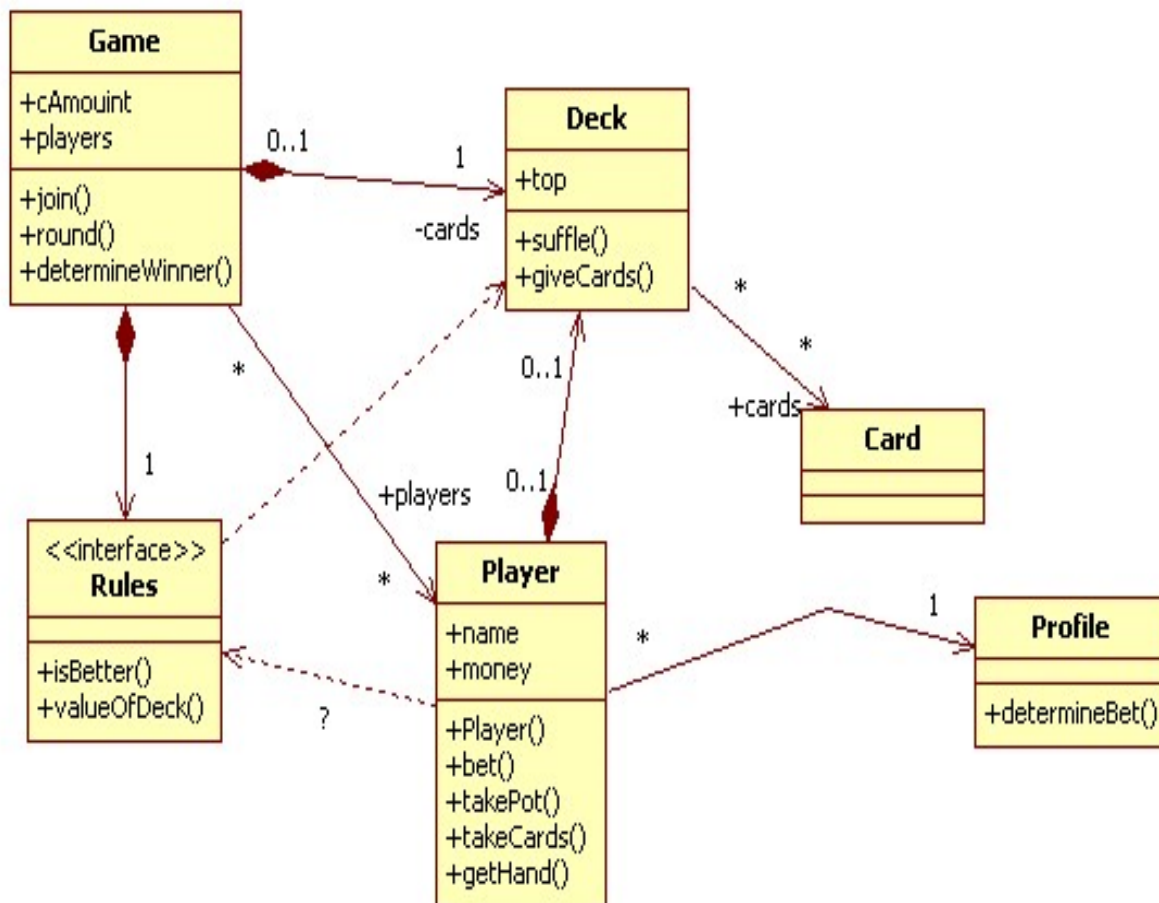 Game
+cAmouint
+players
+join()
+round()
+determineWinner()
0..1
1
-cards
Deck
+top
+suffle()
+giveCards()
*
*
+cards
Card
*
+players
*
1
<<interface>>
Rules
+isBetter()
+valueOfDeck()
?
0..1
0..1
Player
+name
+money
+Player()
+bet()
+takePot()
+takeCards()
+getHand()
*
1
Profile
+determineBet()